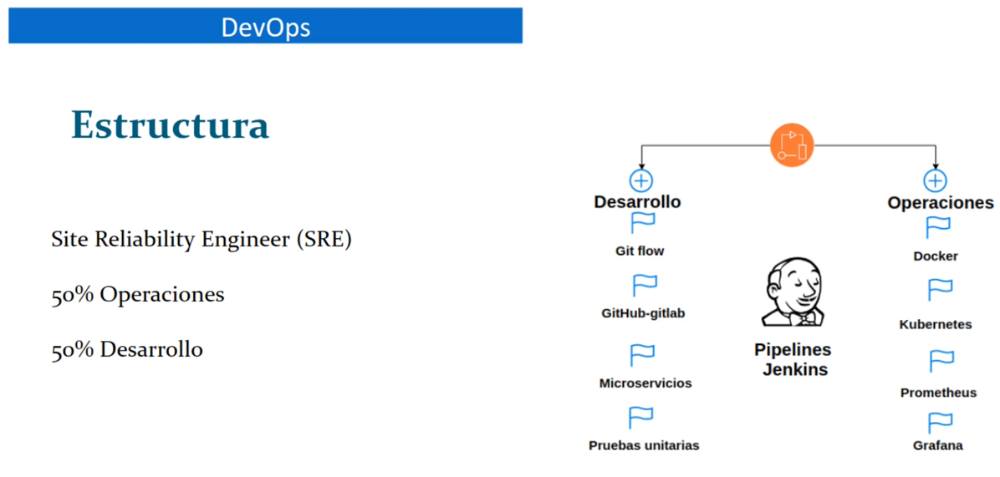 DevOps
Estructura
Site Reliability Engineer (SRE)
50% Operaciones
50% Desarrollo
Desarrollo
Git flow
GitHub-gitlab
Microservicios
Pruebas unitarias
Pipelines
Jenkins
Operaciones
Docker
Kubernetes
Prometheus
Grafana